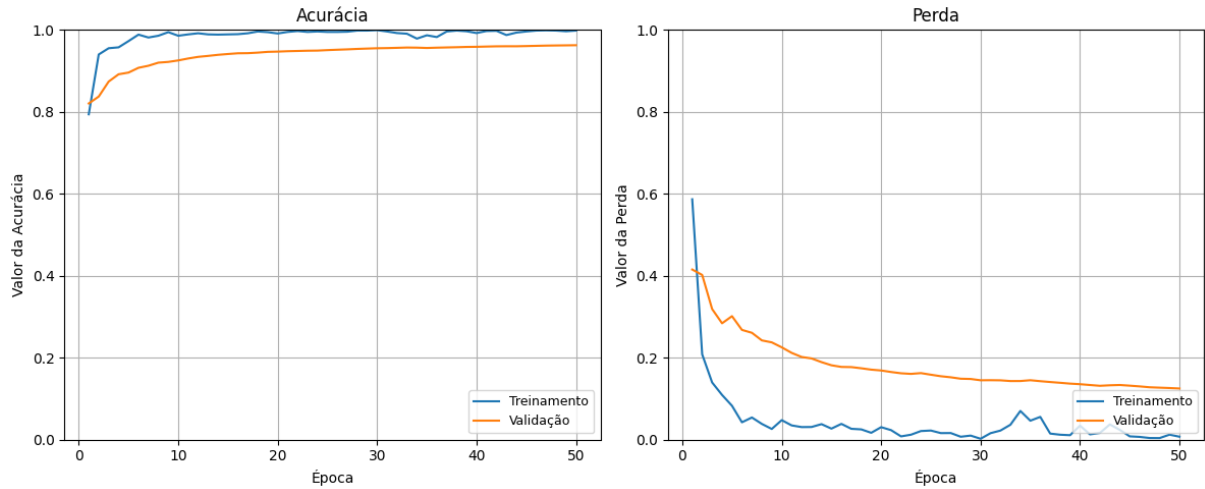 Acurácia
Valor da Acurácia
1.0
0.8
0.6
0.4
0.2
0.0
0
10
20
30
40
50
Época
Treinamento
Validação
Perda
Valor da Perda
1.0
0.8
0.6
0.4
0.2
0.0
0
10
20
30
40
50
Época
Treinamento
Validação